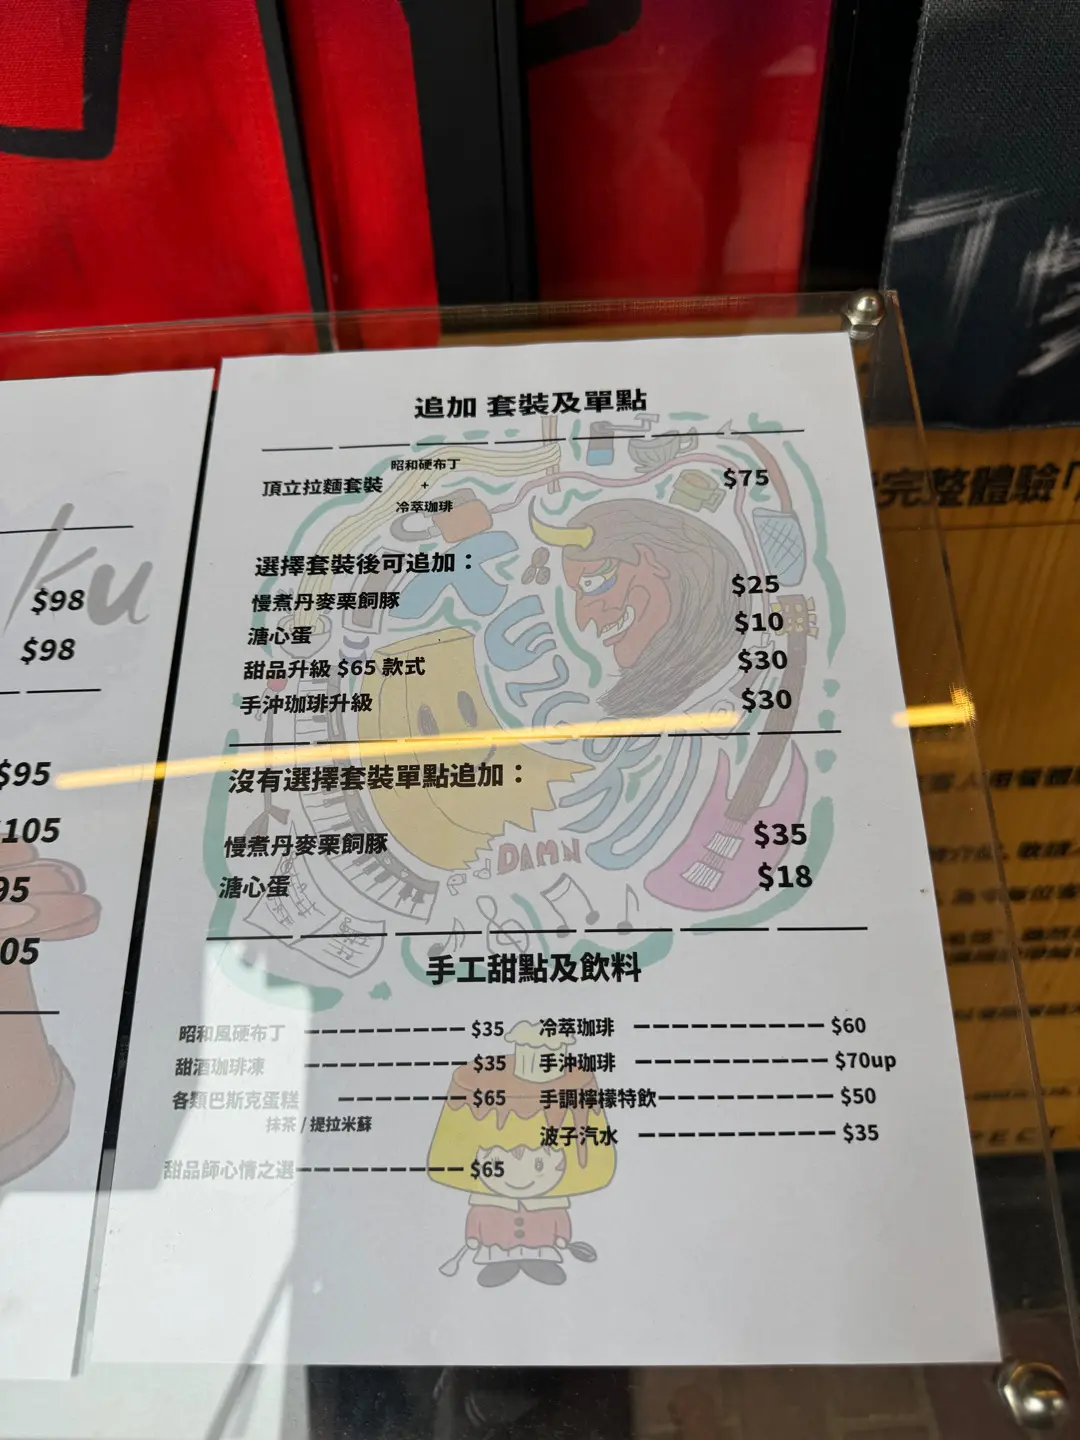 追加 套裝及單點
昭和硬布丁
頂立拉麵套裝 + $75
冷萃珈琲
選擇套裝後可追加：
慢煮丹麥栗飼豚 $25
溏心蛋 $10
甜品升級 $65 款式 $30
手沖珈琲升級 $30
沒有選擇套裝單點追加：
慢煮丹麥栗飼豚 $35
溏心蛋 $18
DAMN
手工甜點及飲料
昭和風硬布丁 $35
甜酒珈琲凍 $35
各類巴斯克蛋糕 $65
抹茶 / 提拉米蘇
甜品師心情之選 $65
冷萃珈琲 $60
手沖珈琲 $70up
手調檸檬特飲 $50
波子汽水 $35
ku
$98
$98
$95
105
95
05
完整體驗「